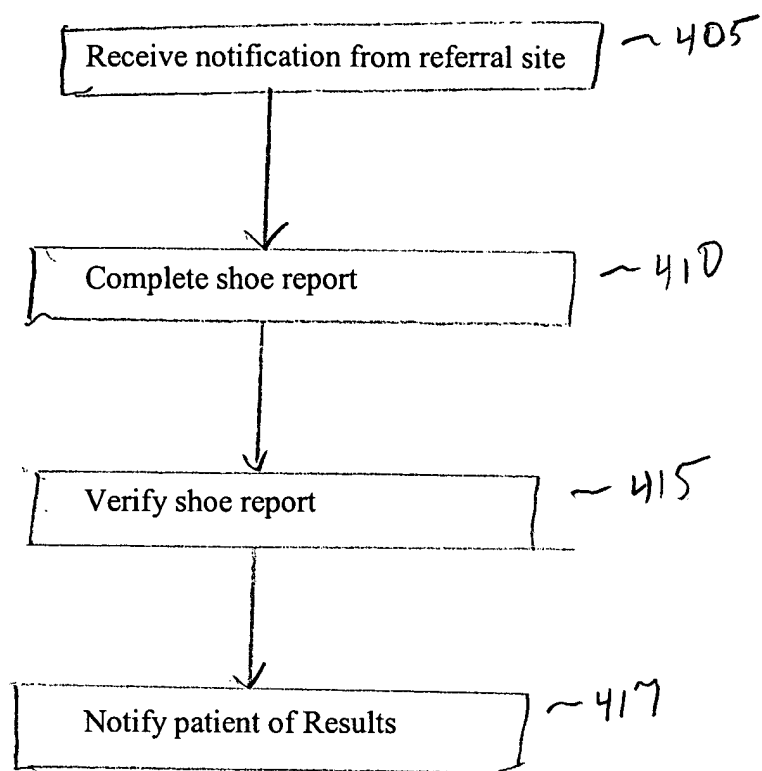 Receive notification from referral site ~ 405
Complete shoe report ~ 410
Verify shoe report ~ 415
Notify patient of Results ~ 417